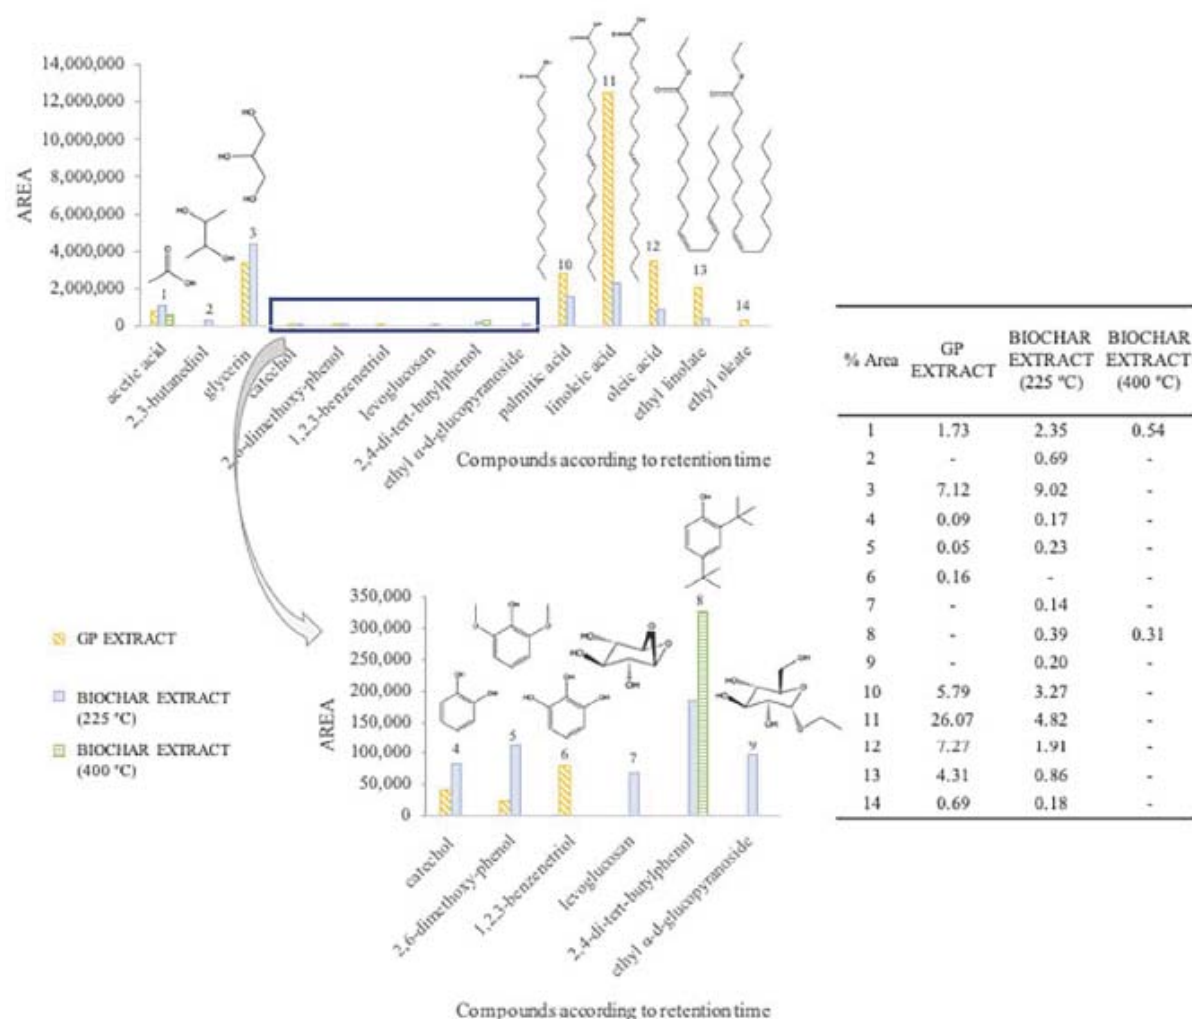 14,000,000
12,000,000
10,000,000
8,000,000
6,000,000
4,000,000
2,000,000
0
AREA
1
2
3
10
11
12
13
14
acetic acid
2,3-butanediol
glycerin
catechol
2,6-dimethoxy-phenol
1,2,3-benzenetriol
levoglucosan
2,4-di-tert-butylphenol
ethyl α-d-glucopyranoside
palmitic acid
linoleic acid
oleic acid
ethyl linolate
ethyl oleate
Compounds according to retention time
GP EXTRACT
BIOCHAR EXTRACT
(225 ºC)
BIOCHAR EXTRACT
(400 ºC)
350,000
300,000
250,000
200,000
150,000
100,000
50,000
0
AREA
4
5
6
7
8
9
catechol
2,6-dimethoxy-phenol
1,2,3-benzenetriol
levoglucosan
2,4-di-tert-butylphenol
ethyl α-d-glucopyranoside
Compounds according to retention time
% Area GP EXTRACT BIOCHAR EXTRACT (225 ºC) BIOCHAR EXTRACT (400 ºC)
1 1.73 2.35 0.54
2 - 0.69 -
3 7.12 9.02 -
4 0.09 0.17 -
5 0.05 0.23 -
6 0.16 - -
7 - 0.14 -
8 - 0.39 0.31
9 - 0.20 -
10 5.79 3.27 -
11 26.07 4.82 -
12 7.27 1.91 -
13 4.31 0.86 -
14 0.69 0.18 -